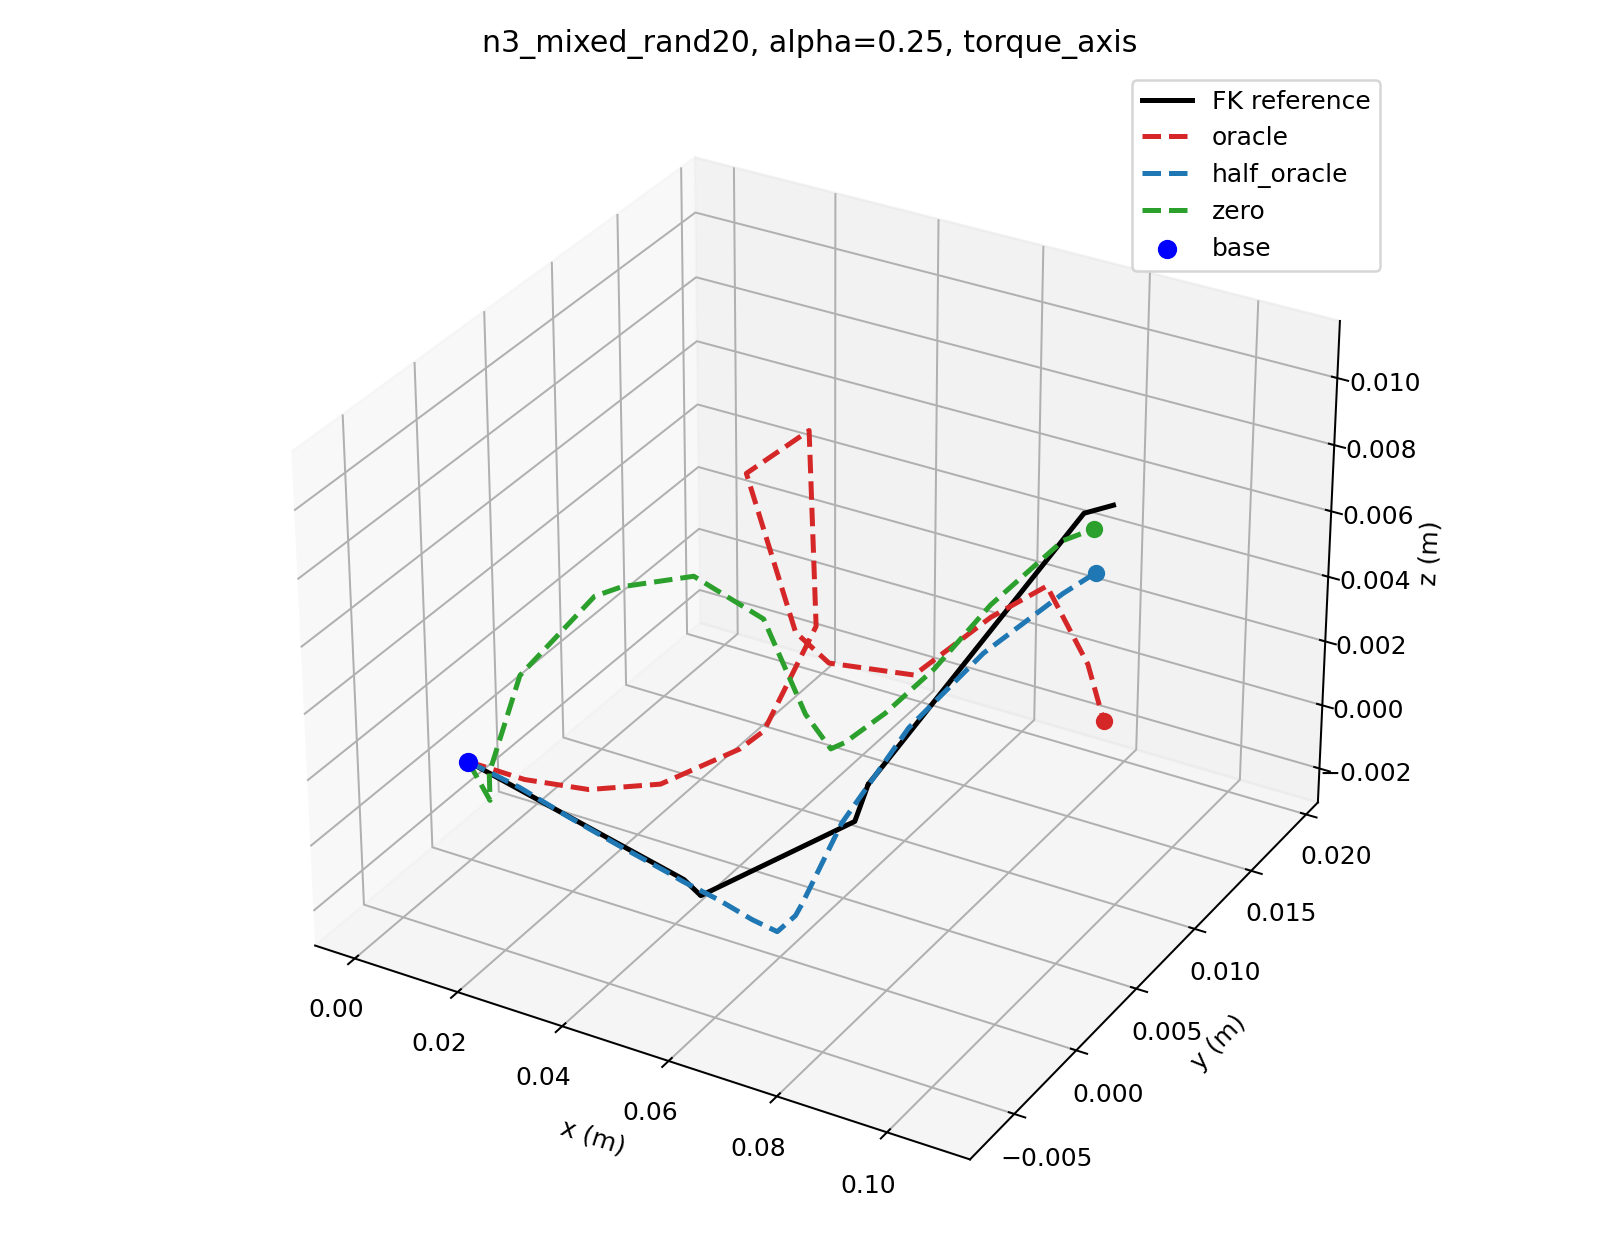 n3_mixed_rand20, alpha=0.25, torque_axis
FK reference
oracle
half_oracle
zero
base
0.010
0.008
0.006
0.004
0.002
0.000
−0.002
z (m)
0.020
0.015
0.010
0.005
0.000
−0.005
y (m)
0.00
0.02
0.04
0.06
0.08
0.10
x (m)